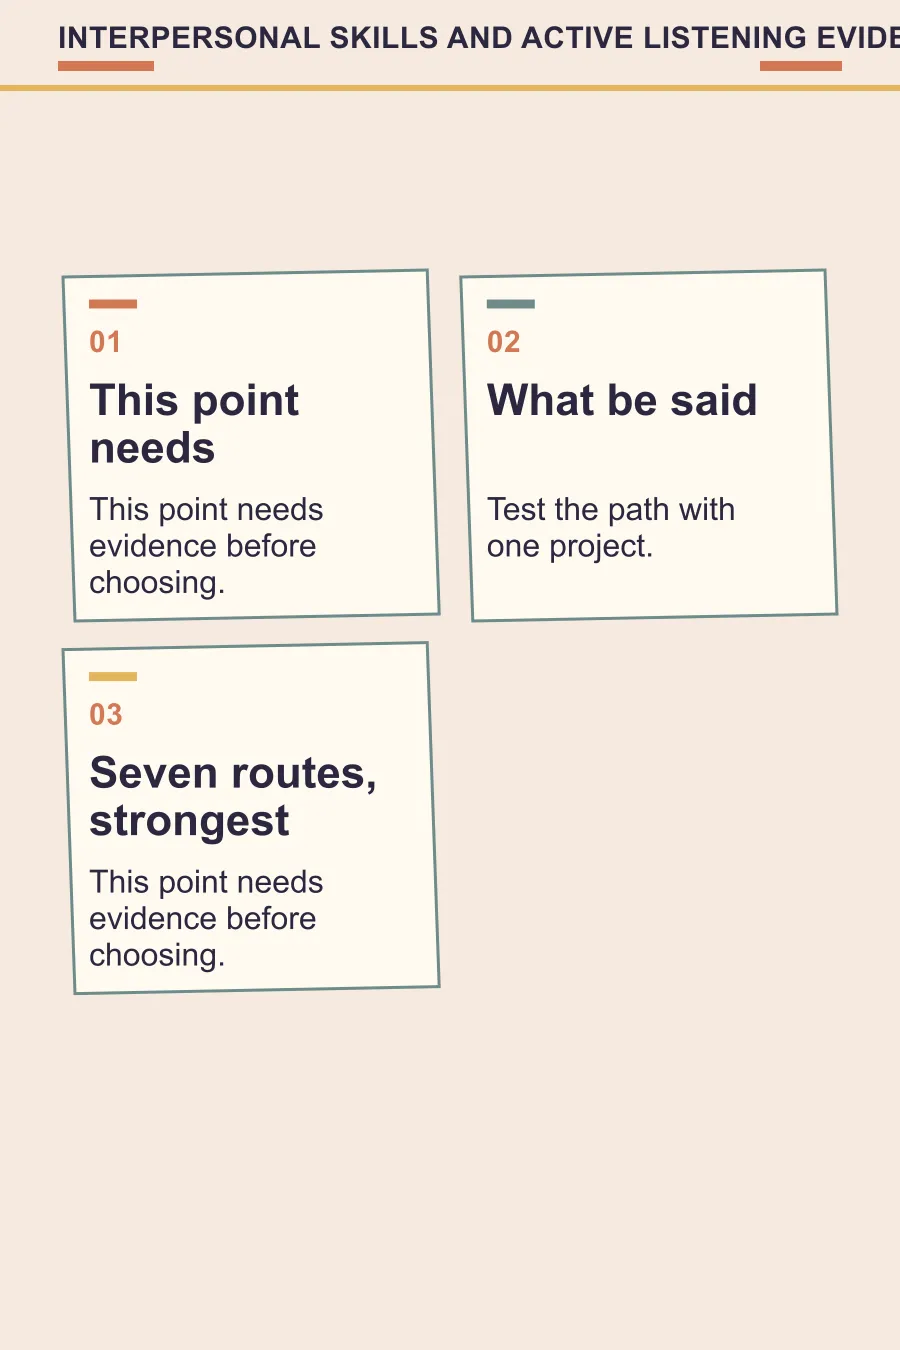 INTERPERSONAL SKILLS AND ACTIVE LISTENING EVIDE
01
This point
needs
This point needs
evidence before
choosing.
02
What be said
Test the path with
one project.
03
Seven routes,
strongest
This point needs
evidence before
choosing.